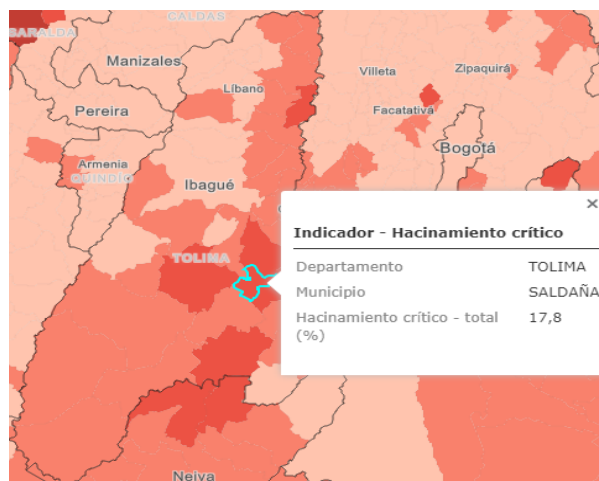 CALDAS
SARALDA
Manizales
Villeta
Zipaquirá
Líbano
Pereira
Facatativá
Bogotá
Armenia
QUINDÍO
Ibagué
×
Indicador - Hacinamiento crítico
TOLIMA
Departamento TOLIMA
Municipio SALDAÑA
Hacinamiento crítico - total 17,8
(%)
Neiva